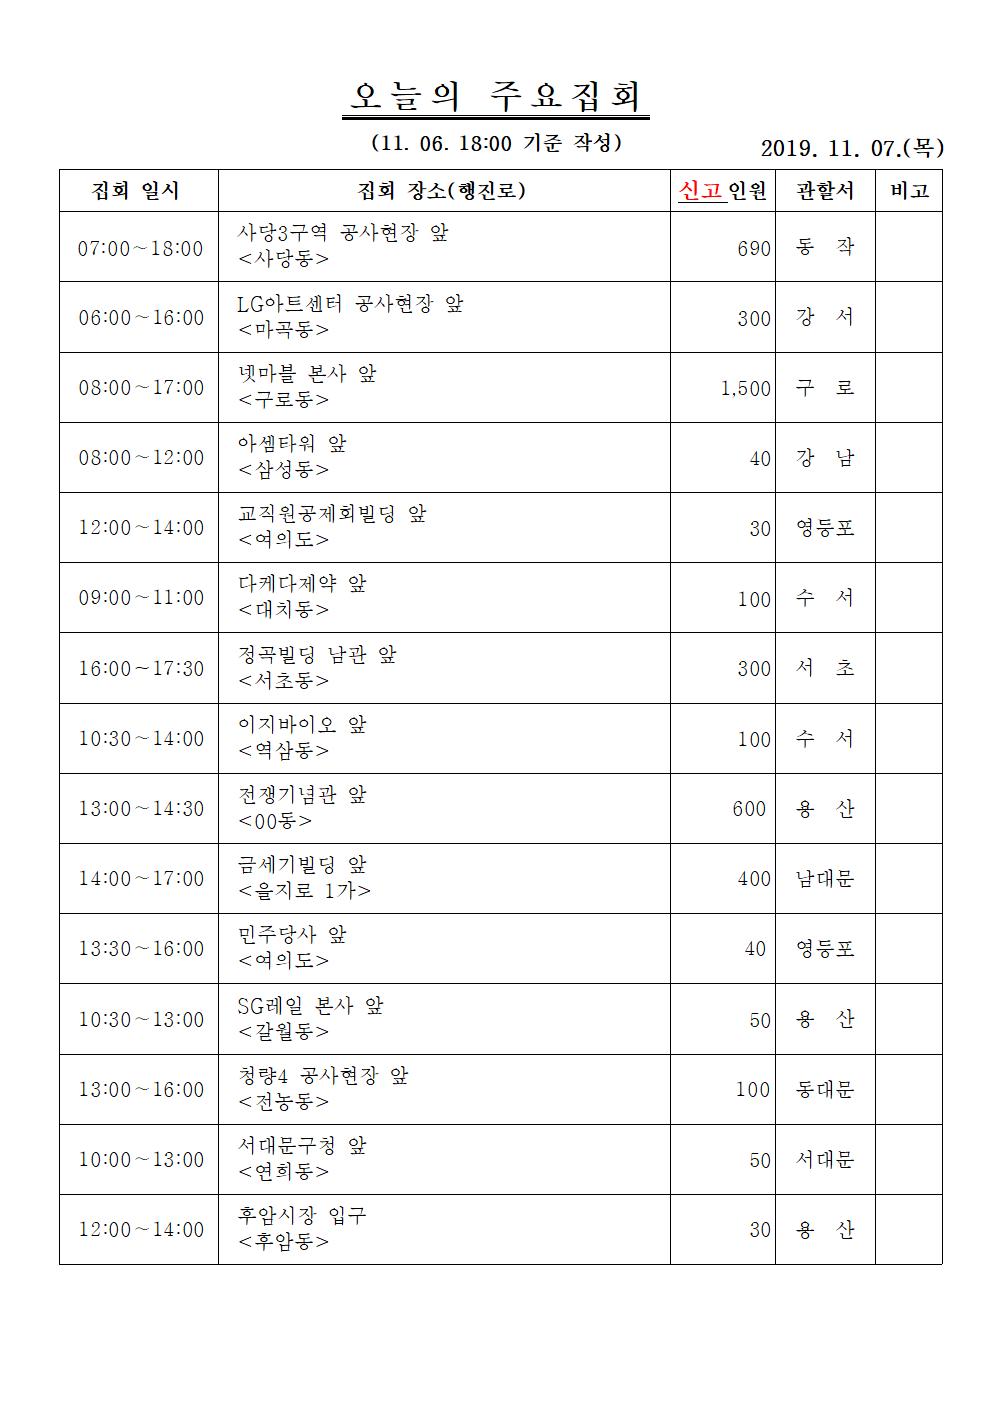 오늘의 주요집회
(11. 06. 18:00 기준 작성)
2019. 11. 07.(목)
집회 일시 집회 장소(행진로) 신고 인원 관할서 비고
07:00~18:00 사당3구역 공사현장 앞 690 동 작
<사당동>
06:00~16:00 LG아트센터 공사현장 앞 300 강 서
<마곡동>
08:00~17:00 넷마블 본사 앞 1,500 구 로
<구로동>
08:00~12:00 아셈타워 앞 40 강 남
<삼성동>
12:00~14:00 교직원공제회빌딩 앞 30 영등포
<여의도>
09:00~11:00 다케다제약 앞 100 수 서
<대치동>
16:00~17:30 정곡빌딩 남관 앞 300 서 초
<서초동>
10:30~14:00 이지바이오 앞 100 수 서
<역삼동>
13:00~14:30 전쟁기념관 앞 600 용 산
<00동>
14:00~17:00 금세기빌딩 앞 400 남대문
<을지로 1가>
13:30~16:00 민주당사 앞 40 영등포
<여의도>
10:30~13:00 SG레일 본사 앞 50 용 산
<갈월동>
13:00~16:00 청량4 공사현장 앞 100 동대문
<전농동>
10:00~13:00 서대문구청 앞 50 서대문
<연희동>
12:00~14:00 후암시장 입구 30 용 산
<후암동>